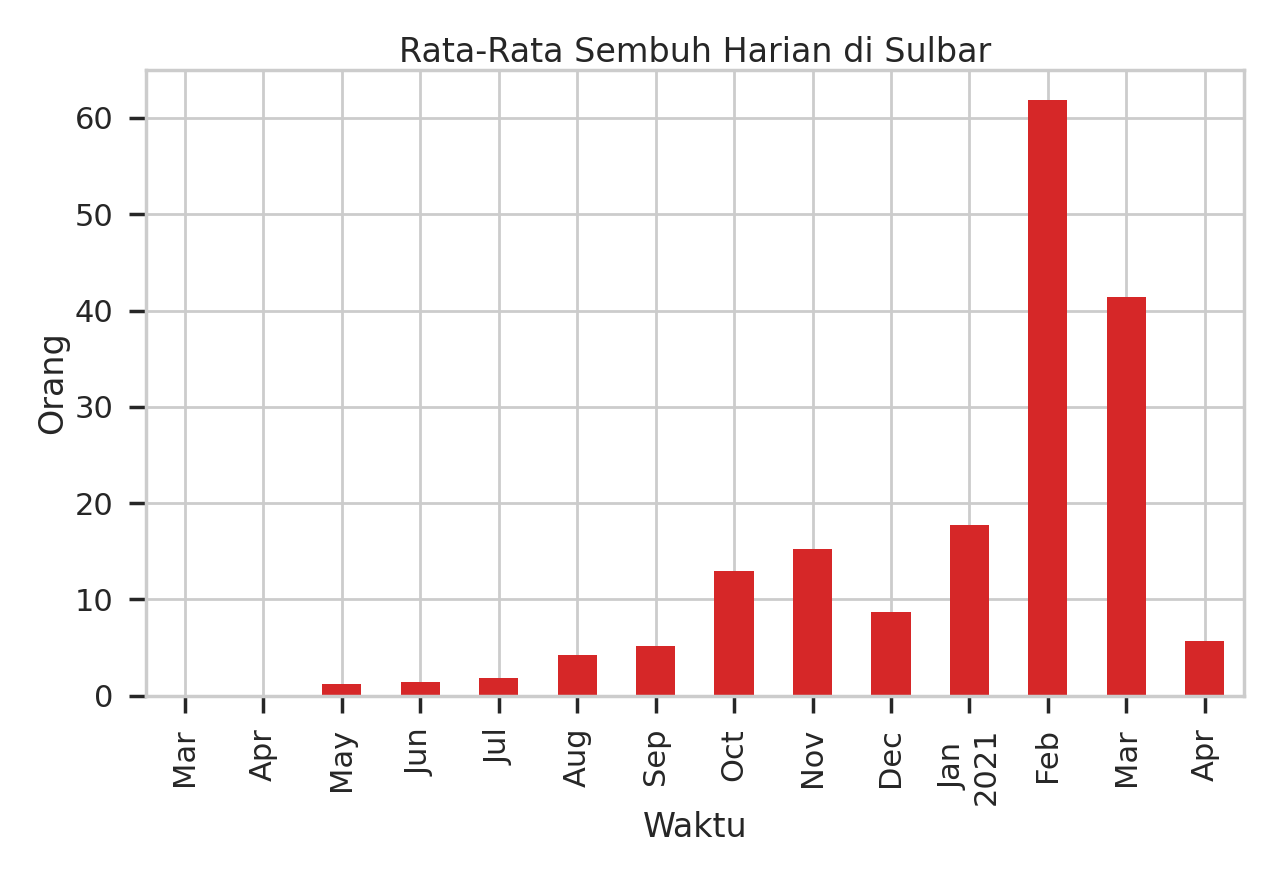 Rata-Rata Sembuh Harian di Sulbar
60
50
40
30
20
10
0
Orang
Mar
Apr
May
Jun
Jul
Aug
Sep
Oct
Nov
Dec
Jan
2021
Feb
Mar
Apr
Waktu